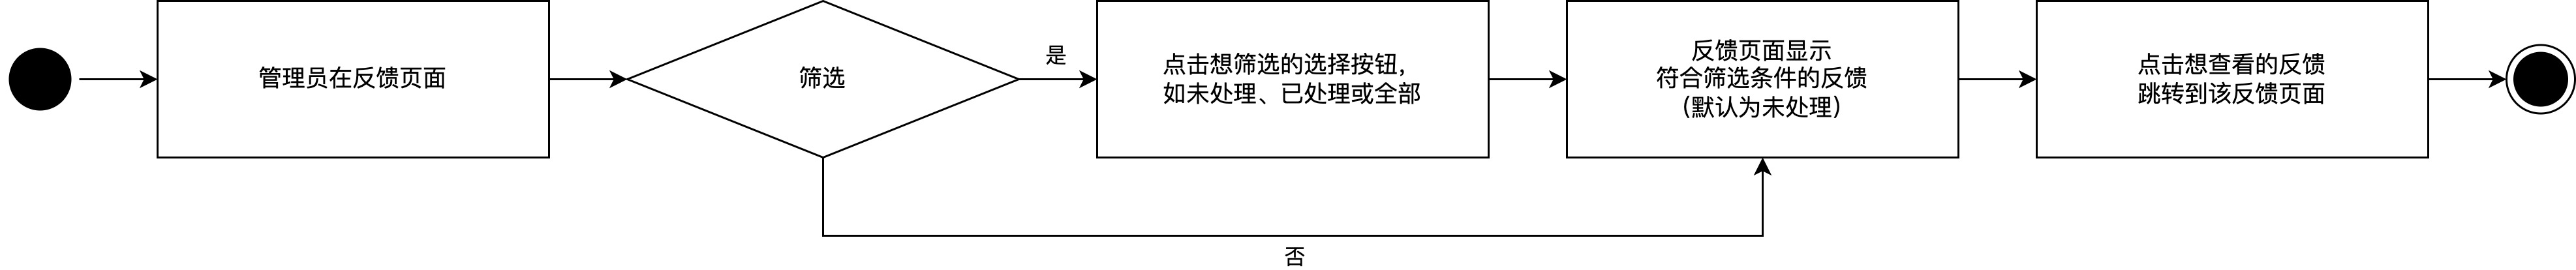 管理员在反馈页面
筛选
是
点击想筛选的选择按钮，
如未处理、已处理或全部
反馈页面显示
符合筛选条件的反馈
（默认为未处理）
点击想查看的反馈
跳转到该反馈页面
否